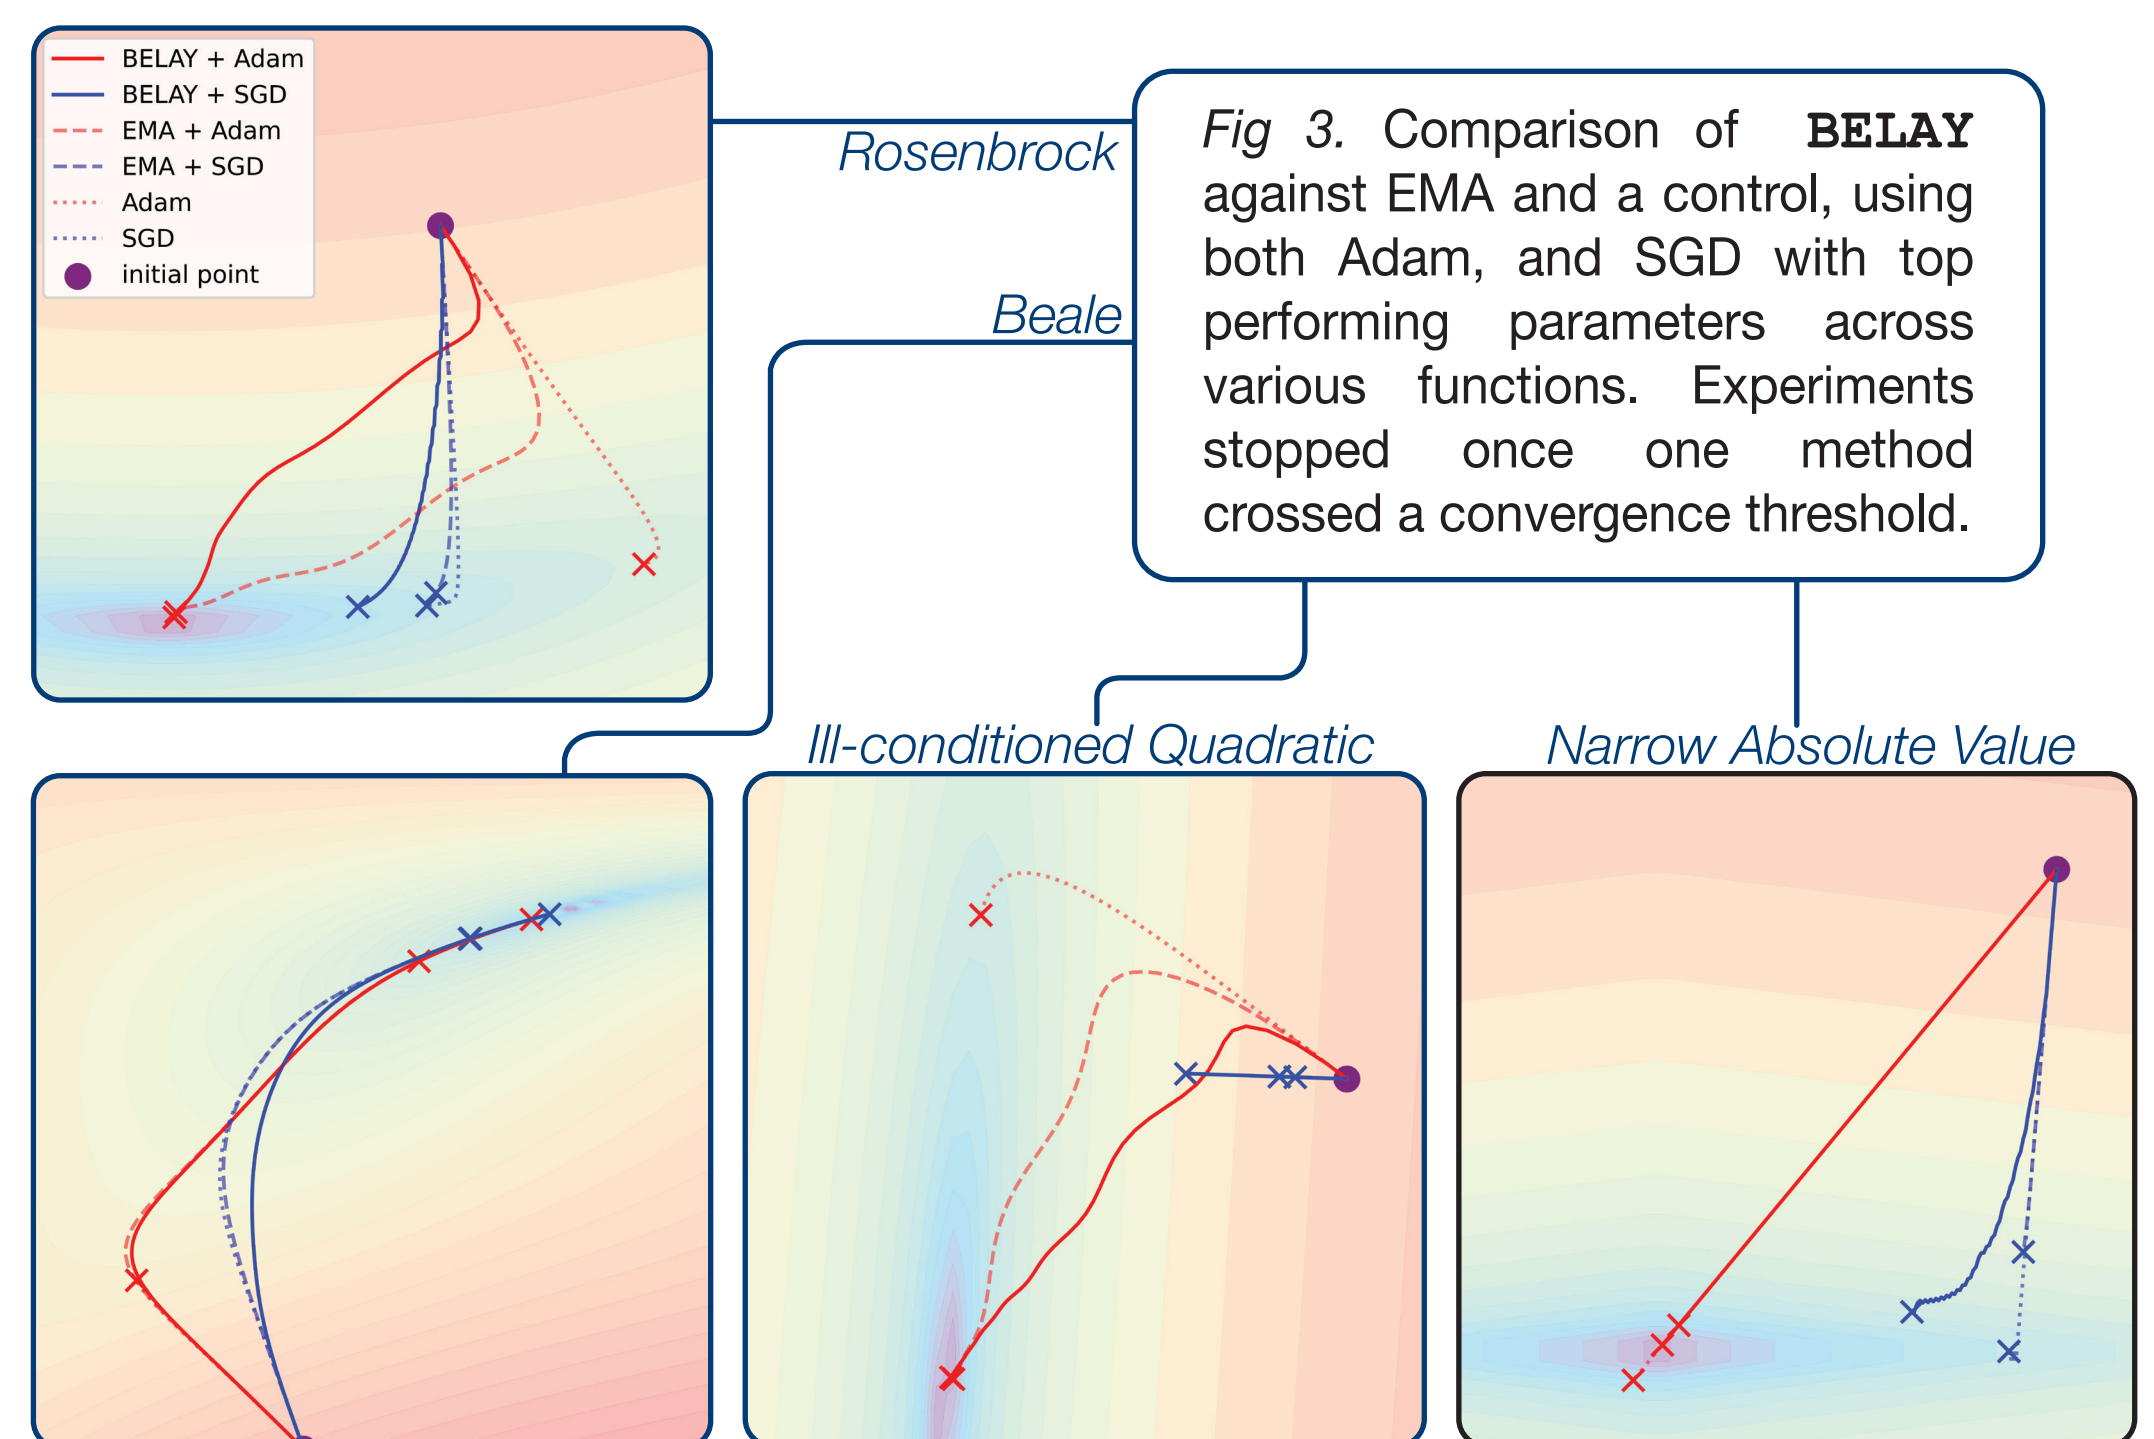 BELAY + Adam
BELAY + SGD
EMA + Adam
EMA + SGD
Adam
SGD
initial point
Rosenbrock
Beale
Fig 3. Comparison of BELAY
against EMA and a control, using
both Adam, and SGD with top
performing parameters across
various functions. Experiments
stopped once one method
crossed a convergence threshold.
Ill-conditioned Quadratic
Narrow Absolute Value